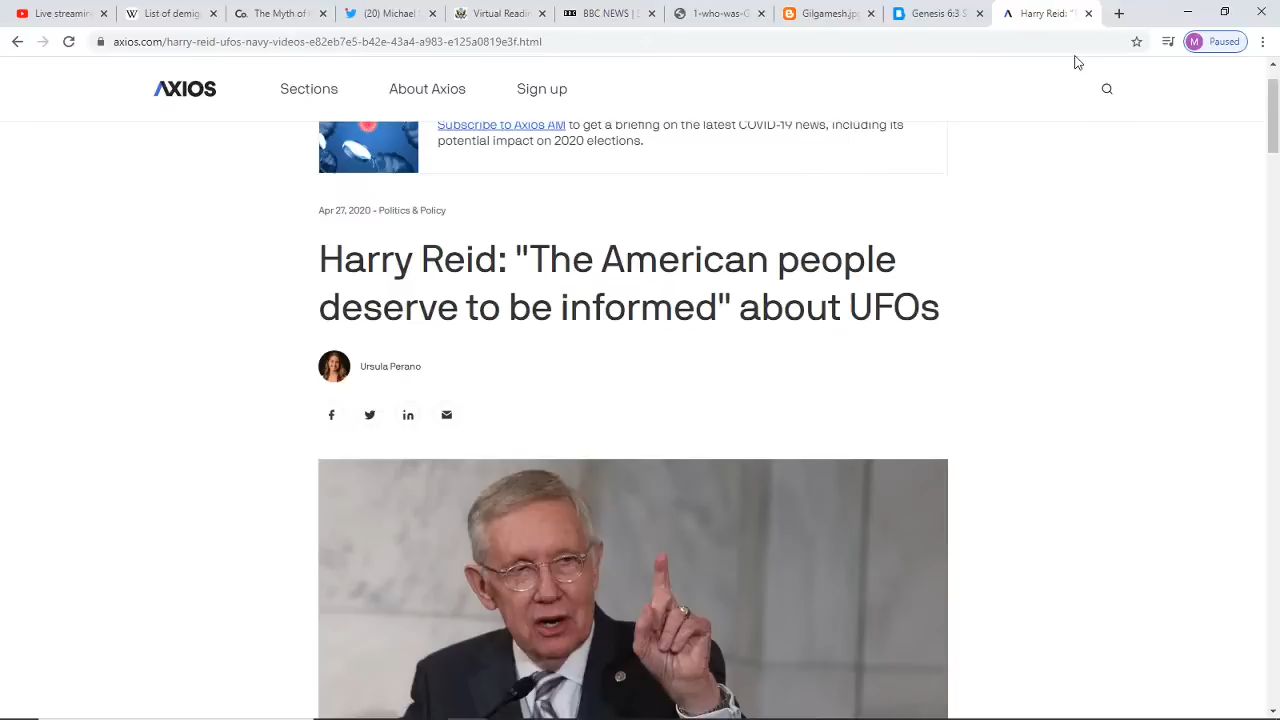 Live streaming
List of demig
Go. The Myth O
(20) Michael
Virtual Readin
BBC NEWS | E
1-who-was-G
Gilgamesh.jpg
Genesis 6:3 S
Harry Reid: "T
axios.com/harry-reid-ufos-navy-videos-e82eb7e5-b42e-43a4-a983-e125a0819e3f.html
M Paused
AXIOS
Sections
About Axios
Sign up
Subscribe to Axios AM to get a briefing on the latest COVID-19 news, including its
potential impact on 2020 elections.
Apr 27, 2020 - Politics & Policy
Harry Reid: "The American people
deserve to be informed" about UFOs
Ursula Perano